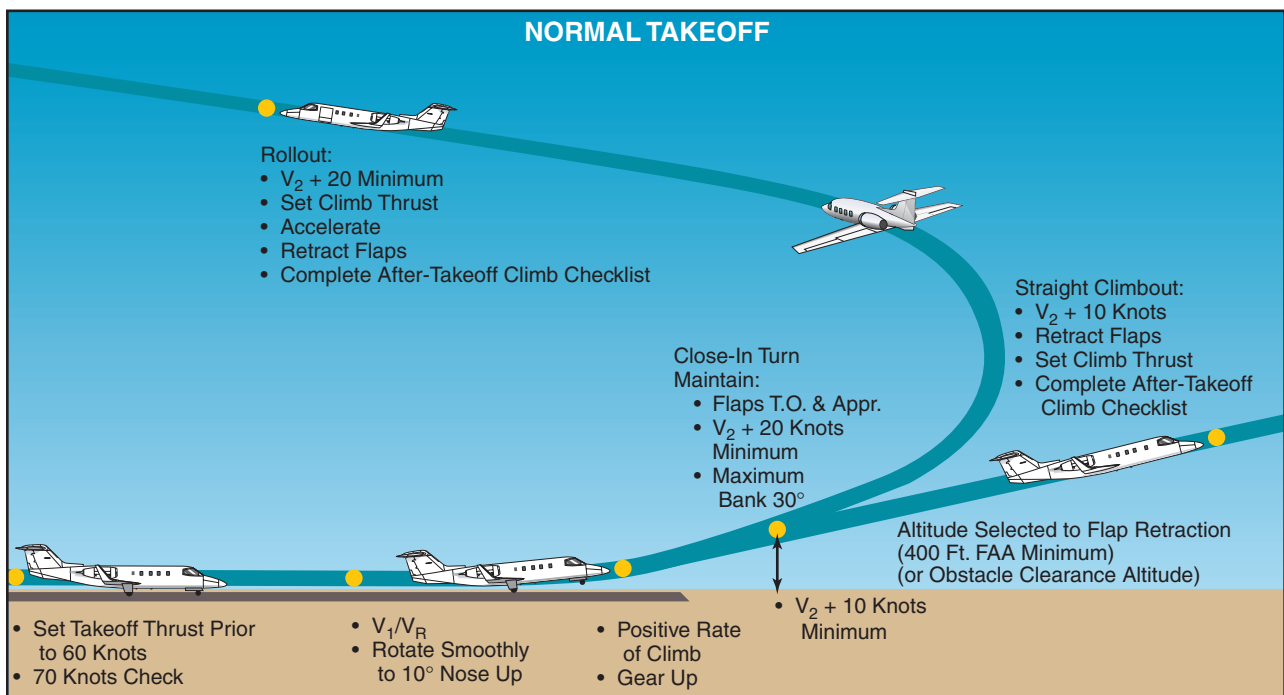 NORMAL TAKEOFF
Rollout:
• V₂ + 20 Minimum
• Set Climb Thrust
• Accelerate
• Retract Flaps
• Complete After-Takeoff Climb Checklist
Straight Climbout:
• V₂ + 10 Knots
• Retract Flaps
• Set Climb Thrust
• Complete After-Takeoff
Climb Checklist
Close-In Turn
Maintain:
• Flaps T.O. & Appr.
• V₂ + 20 Knots
Minimum
• Maximum
Bank 30°
Altitude Selected to Flap Retraction
(400 Ft. FAA Minimum)
(or Obstacle Clearance Altitude)
• Set Takeoff Thrust Prior
to 60 Knots
• 70 Knots Check
• V₁/V_R
• Rotate Smoothly
to 10° Nose Up
• Positive Rate
of Climb
• Gear Up
• V₂ + 10 Knots
Minimum